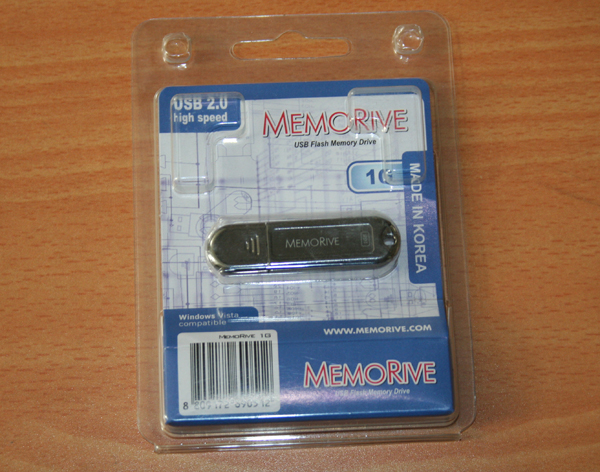 USB 2.0
high speed
MEMORIVE
USB Flash Memory Drive
1G
MADE IN KOREA
MEMORIVE
Windows Vista
compatible
WWW.MEMORIVE.COM
MEMORIVE 1G
MEMORIVE
USB Flash Memory Drive